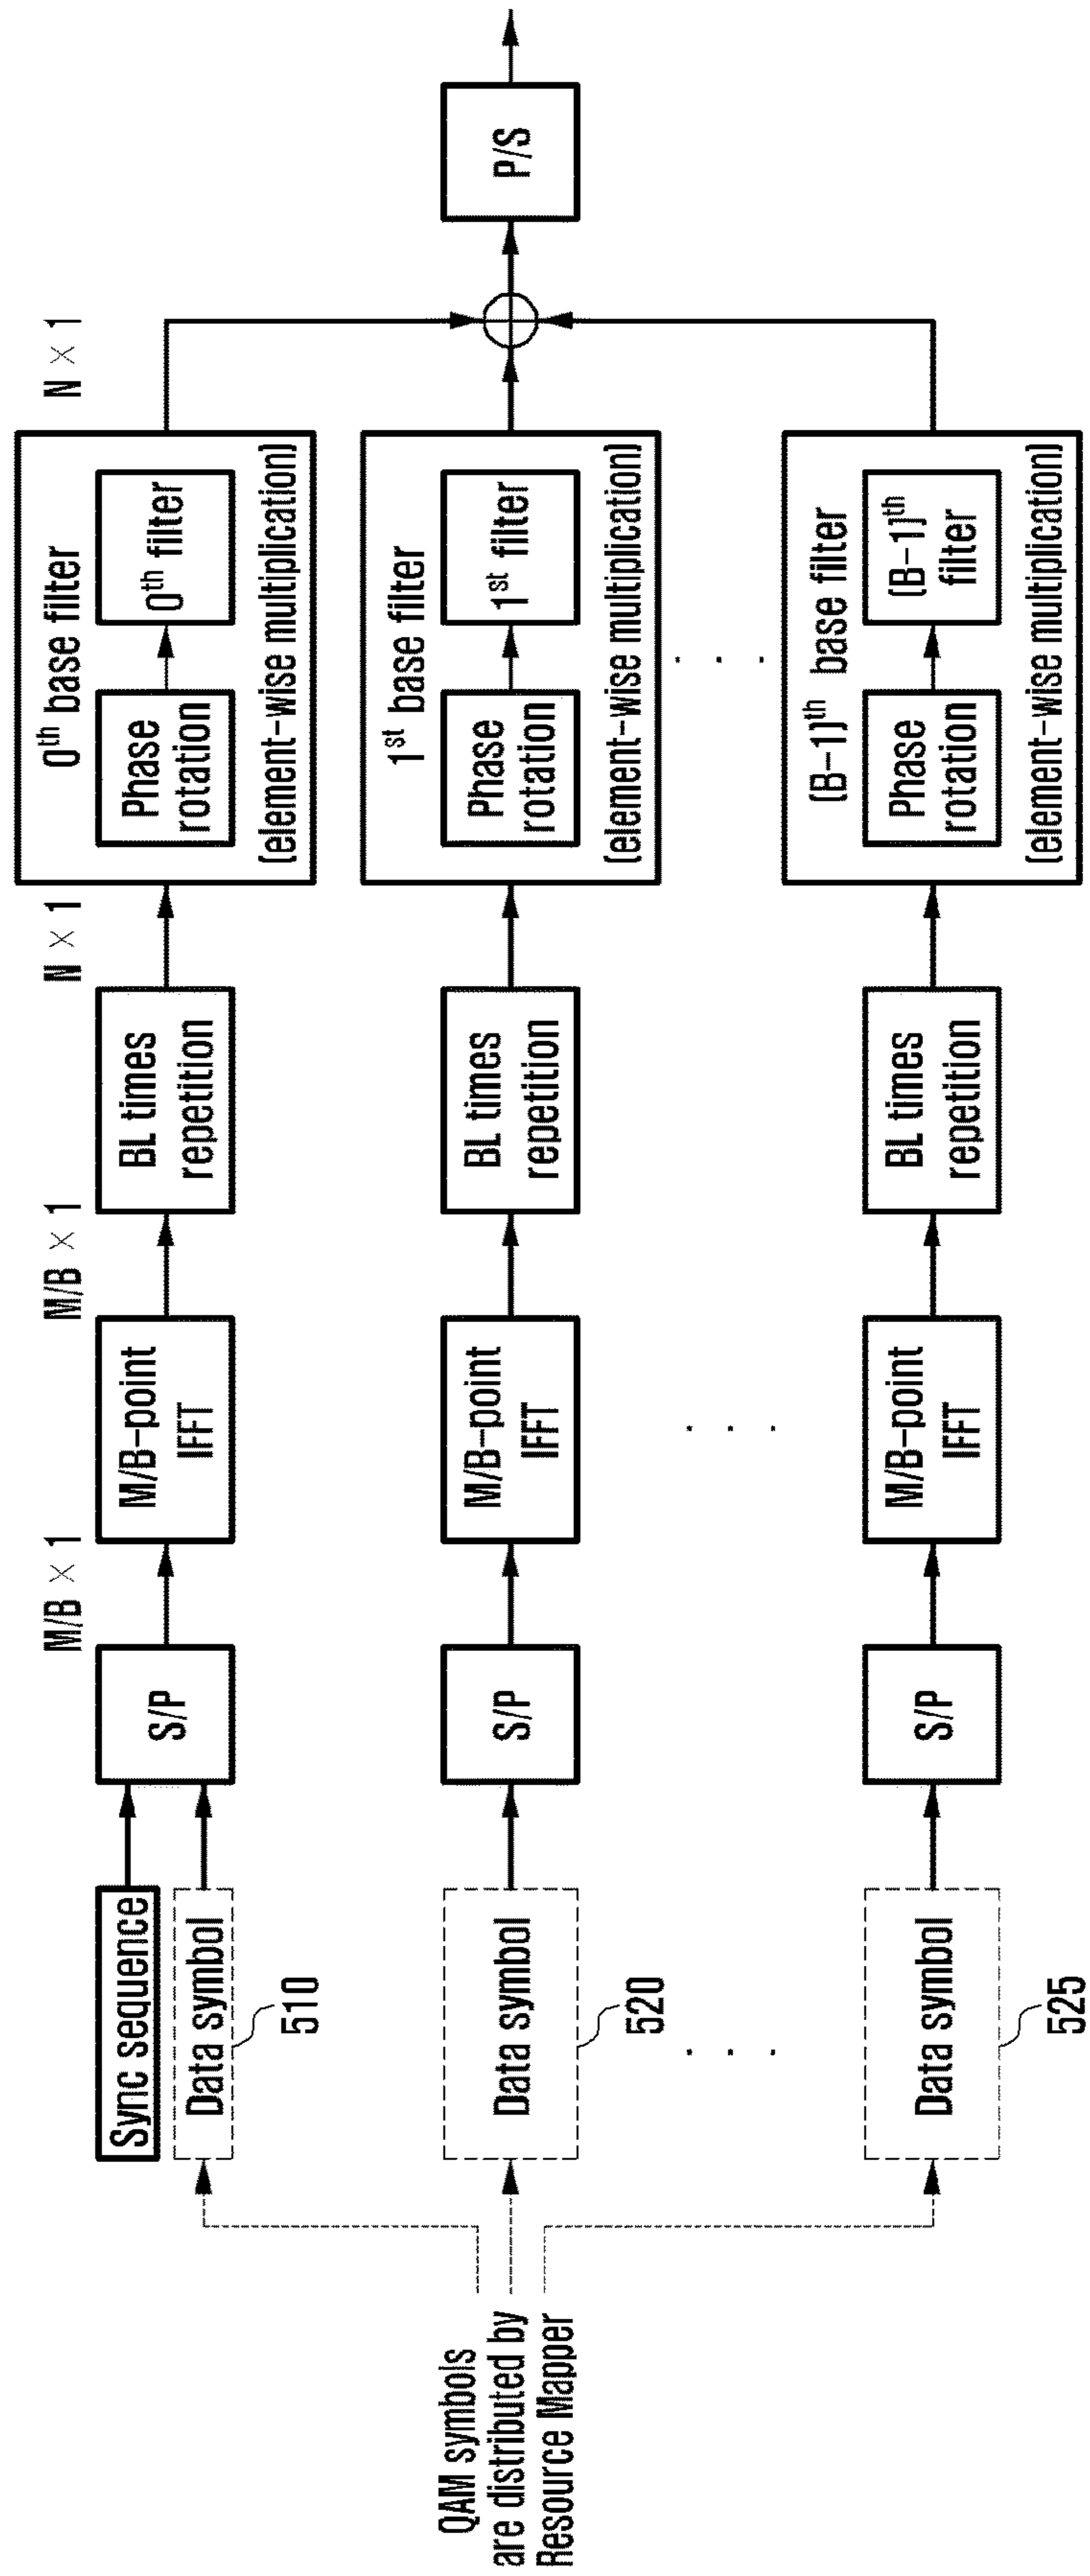 QAM symbols
are distributed by
Resource Mapper
Sync sequence
Data symbol
510
S/P
M/B × 1
M/B-point
IFFT
M/B × 1
BL times
repetition
N × 1
0th base filter
Phase
rotation
0th filter
(element-wise multiplication)
N × 1
Data symbol
520
S/P
M/B-point
IFFT
BL times
repetition
1st base filter
Phase
rotation
1st filter
(element-wise multiplication)
P/S
. . .
. . .
. . .
Data symbol
525
S/P
M/B-point
IFFT
BL times
repetition
(B-1)th base filter
Phase
rotation
(B-1)th
filter
(element-wise multiplication)